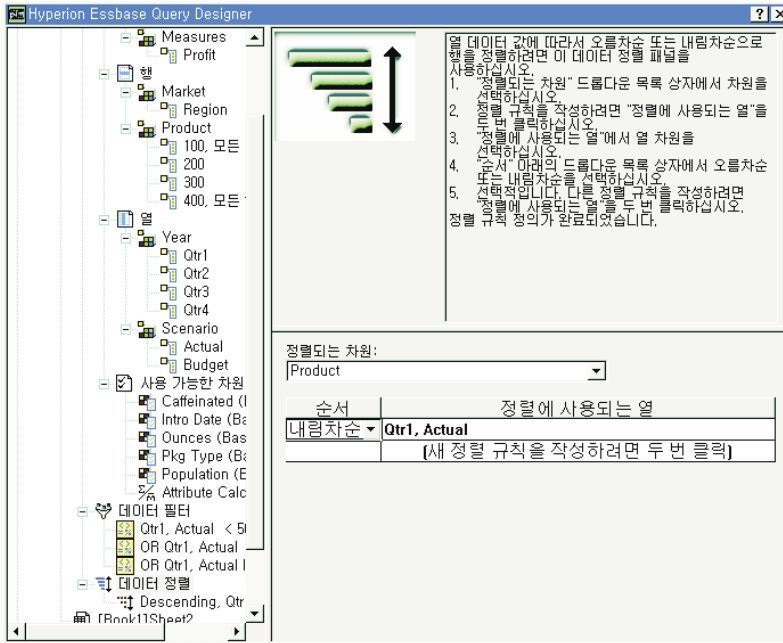 Hyperion Essbase Query Designer
Measures
Profit
행
Market
Region
Product
100, 모든
200
300
400, 모든
열
Year
Qtr1
Qtr2
Qtr3
Qtr4
Scenario
Actual
Budget
사용 가능한 차원
Caffeinated (
Intro Date (Ba
Ounces (Bas
Pkg Type (Ba
Population (E
Attribute Calc
데이터 필터
Qtr1, Actual < 50
OR Qtr1, Actual
OR Qtr1, Actual
데이터 정렬
Descending, Qtr
[Book1]Sheet2
열 데이터 값에 따라서 오름차순 또는 내림차순으로
행을 정렬하려면 이 데이터 정렬 패널을
사용하십시오.
1. "정렬되는 차원" 드롭다운 목록 상자에서 차원을
선택하십시오.
2. 정렬 규칙을 작성하려면 "정렬에 사용되는 열"을
두 번 클릭하십시오.
3. "정렬에 사용되는 열"에서 열 차원을
선택하십시오.
4. "순서" 아래의 드롭다운 목록 상자에서 오름차순
또는 내림차순을 선택하십시오.
5. 선택적입니다. 다른 정렬 규칙을 작성하려면
"정렬에 사용되는 열"을 두 번 클릭하십시오.
정렬 규칙 정의가 완료되었습니다.
정렬되는 차원:
Product
순서 정렬에 사용되는 열
내림차순 Qtr1, Actual
(새 정렬 규칙을 작성하려면 두 번 클릭)